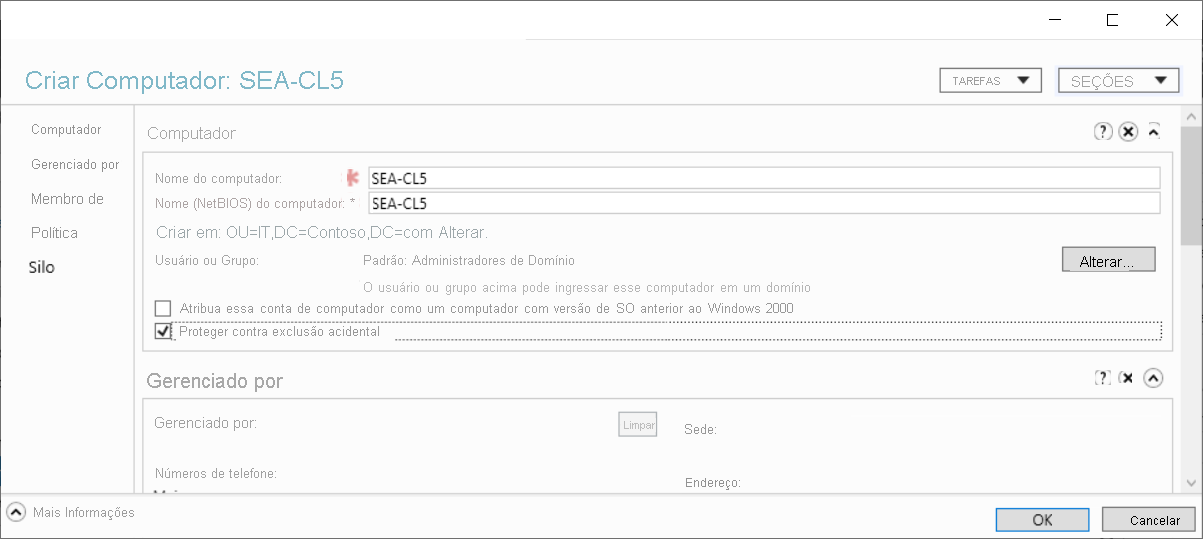 Criar Computador: SEA-CL5
TAREFAS
SEÇÕES
Computador
Gerenciado por
Membro de
Política
Silo
Computador
Nome do computador:
SEA-CL5
Nome (NetBIOS) do computador: *
SEA-CL5
Criar em: OU=IT,DC=Contoso,DC=com Alterar.
Usuário ou Grupo:
Padrão: Administradores de Domínio
Alterar...
O usuário ou grupo acima pode ingressar esse computador em um domínio
Atribua essa conta de computador como um computador com versão de SO anterior ao Windows 2000
Proteger contra exclusão acidental
Gerenciado por
Gerenciado por:
Limpar
Sede:
Números de telefone:
Endereço:
Mais Informações
OK
Cancelar